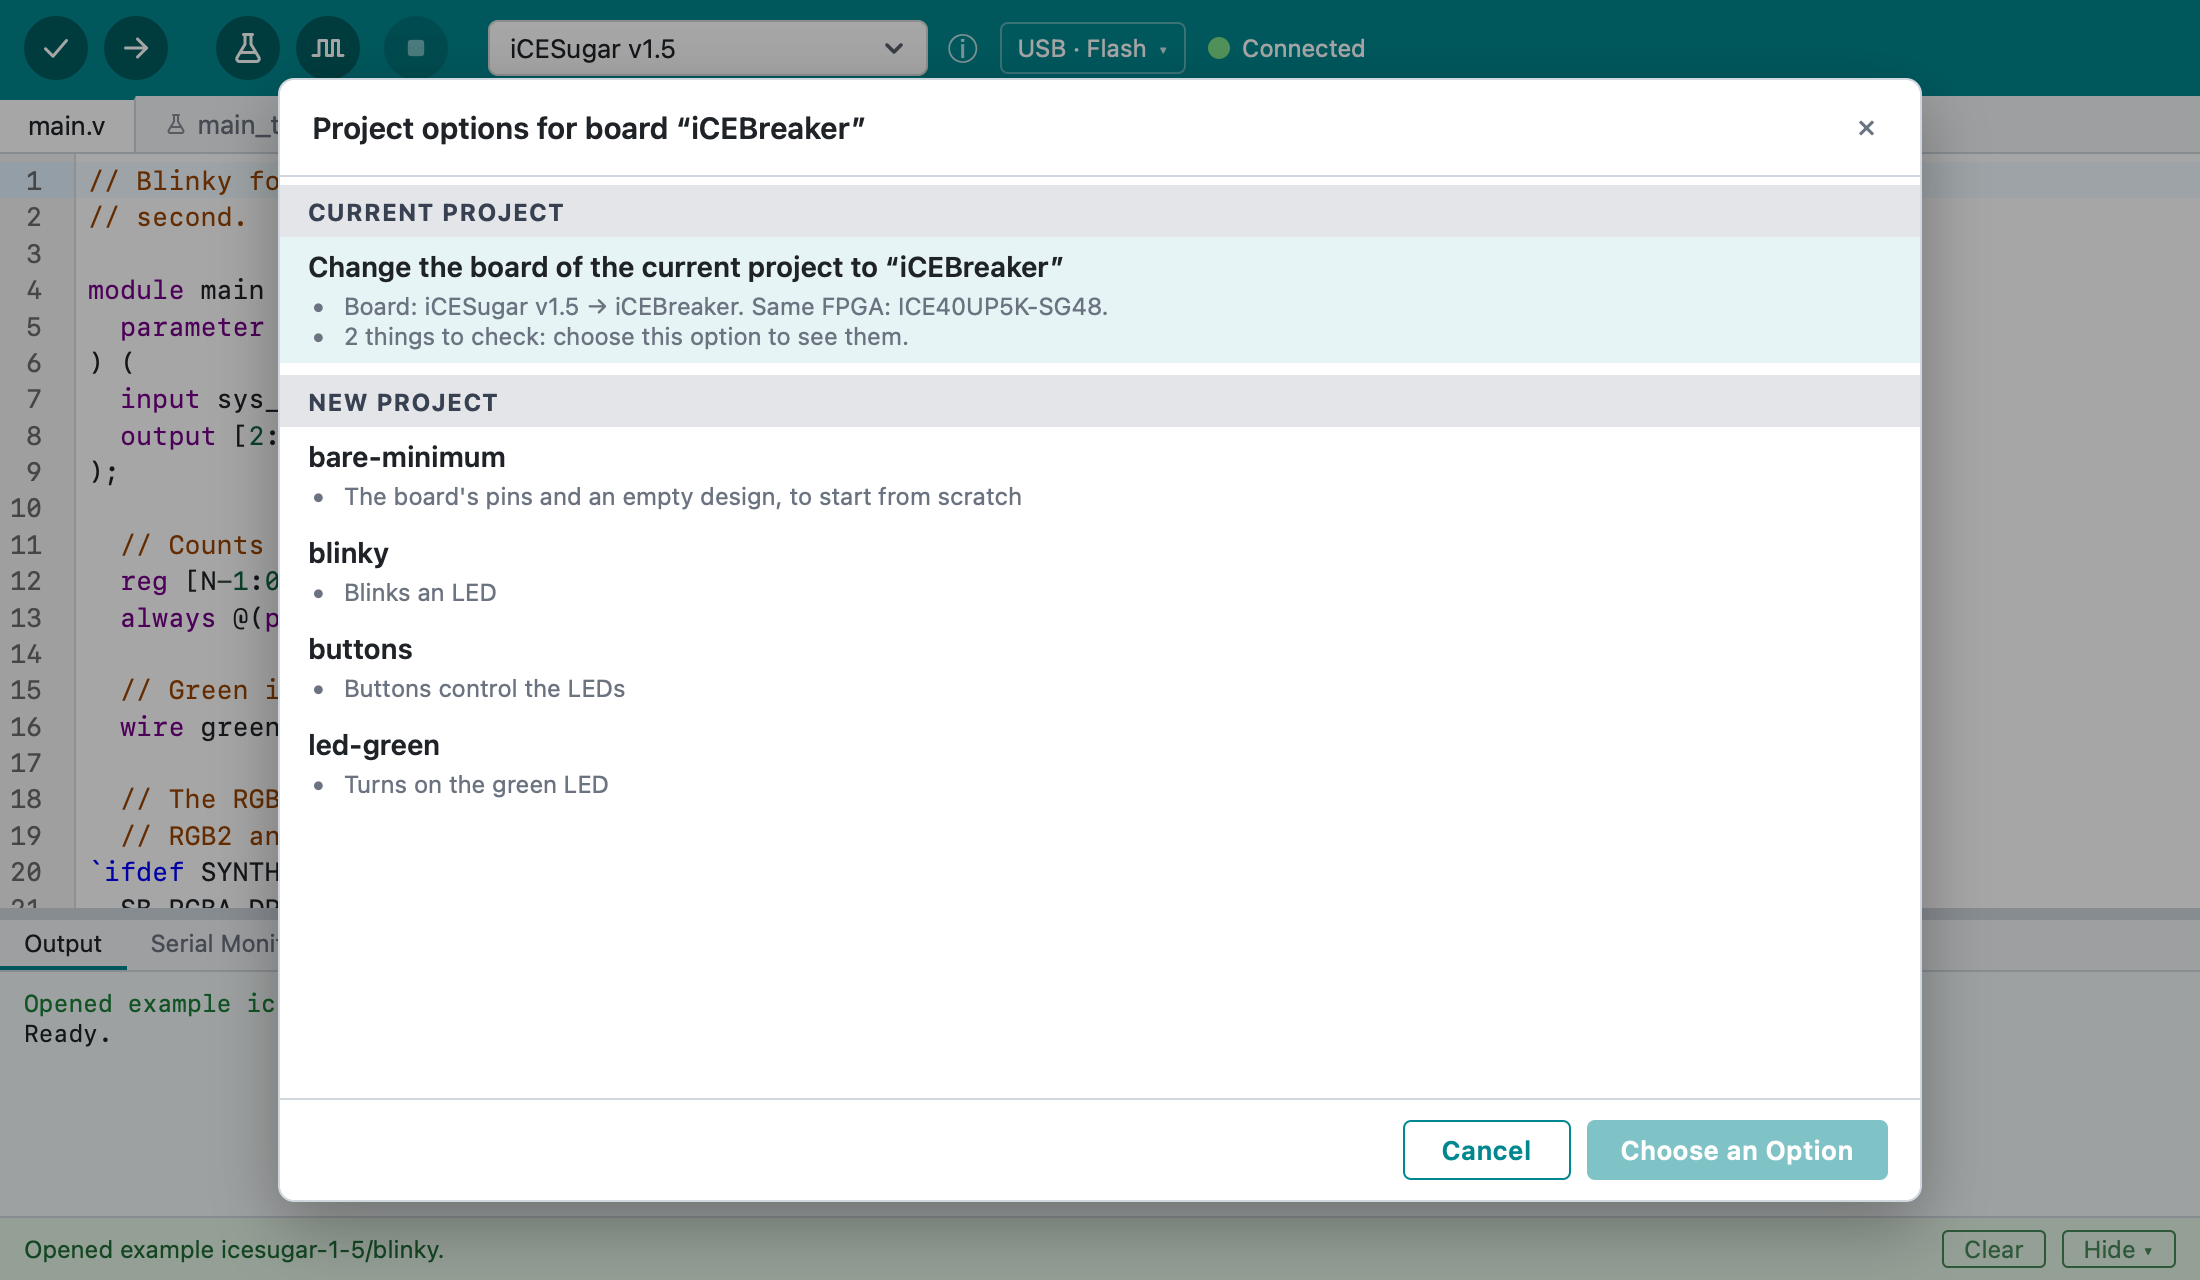 iCESugar v1.5
USB · Flash
Connected
main.v
main_t
Project options for board “iCEBreaker”
CURRENT PROJECT
Change the board of the current project to “iCEBreaker”
• Board: iCESugar v1.5 → iCEBreaker. Same FPGA: ICE40UP5K-SG48.
• 2 things to check: choose this option to see them.
NEW PROJECT
bare-minimum
• The board's pins and an empty design, to start from scratch
blinky
• Blinks an LED
buttons
• Buttons control the LEDs
led-green
• Turns on the green LED
Cancel
Choose an Option
1 // Blinky fo
2 // second.
3
4 module main
5 parameter
6 ) (
7 input sys_
8 output [2:
9 );
10
11 // Counts
12 reg [N-1:0
13 always @(p
14
15 // Green i
16 wire green
17
18 // The RGB
19 // RGB2 an
20 `ifdef SYNTH
21 SB_RGBA_DR
Output
Serial Monit
Opened example ic
Ready.
Opened example icesugar-1-5/blinky.
Clear
Hide